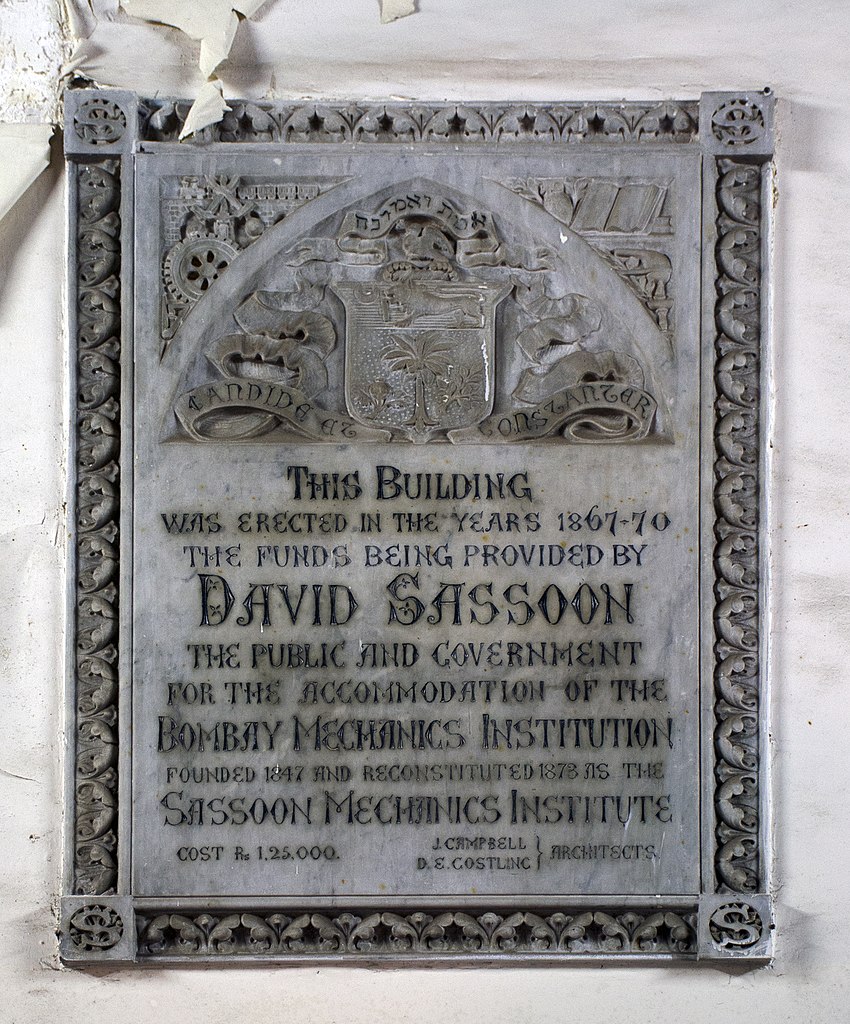 אמת ואמונה
CANDIDE ET CONSTANTER
THIS BUILDING
WAS ERECTED IN THE YEARS 1867-70
THE FUNDS BEING PROVIDED BY
DAVID SASSOON
THE PUBLIC AND GOVERNMENT
FOR THE ACCOMMODATION OF THE
BOMBAY MECHANICS INSTITUTION
FOUNDED 1847 AND RECONSTITUTED 1873 AS THE
SASSOON MECHANICS INSTITUTE
COST Rs 1,25,000.
J. CAMPBELL
D. E. GOSTLING
ARCHITECTS.